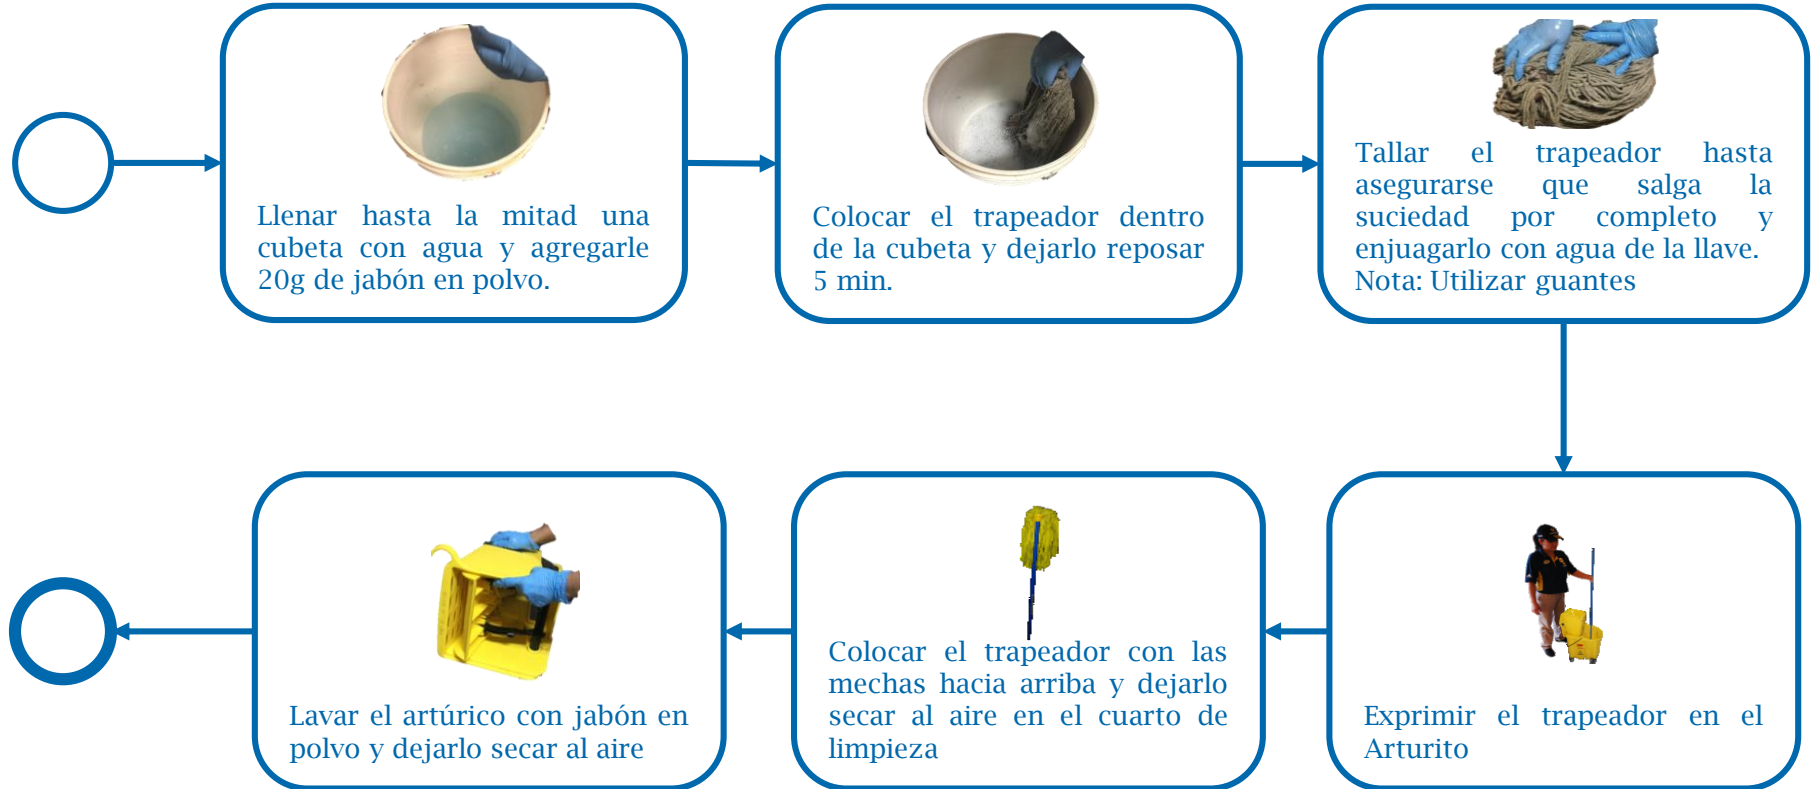 Llenar hasta la mitad una
cubeta con agua y agregarle
20g de jabón en polvo.
Colocar el trapeador dentro
de la cubeta y dejarlo reposar
5 min.
Tallar el trapeador hasta
asegurarse que salga la
suciedad por completo y
enjuagarlo con agua de la llave.
Nota: Utilizar guantes
Exprimir el trapeador en el
Arturito
Colocar el trapeador con las
mechas hacia arriba y dejarlo
secar al aire en el cuarto de
limpieza
Lavar el artúrico con jabón en
polvo y dejarlo secar al aire